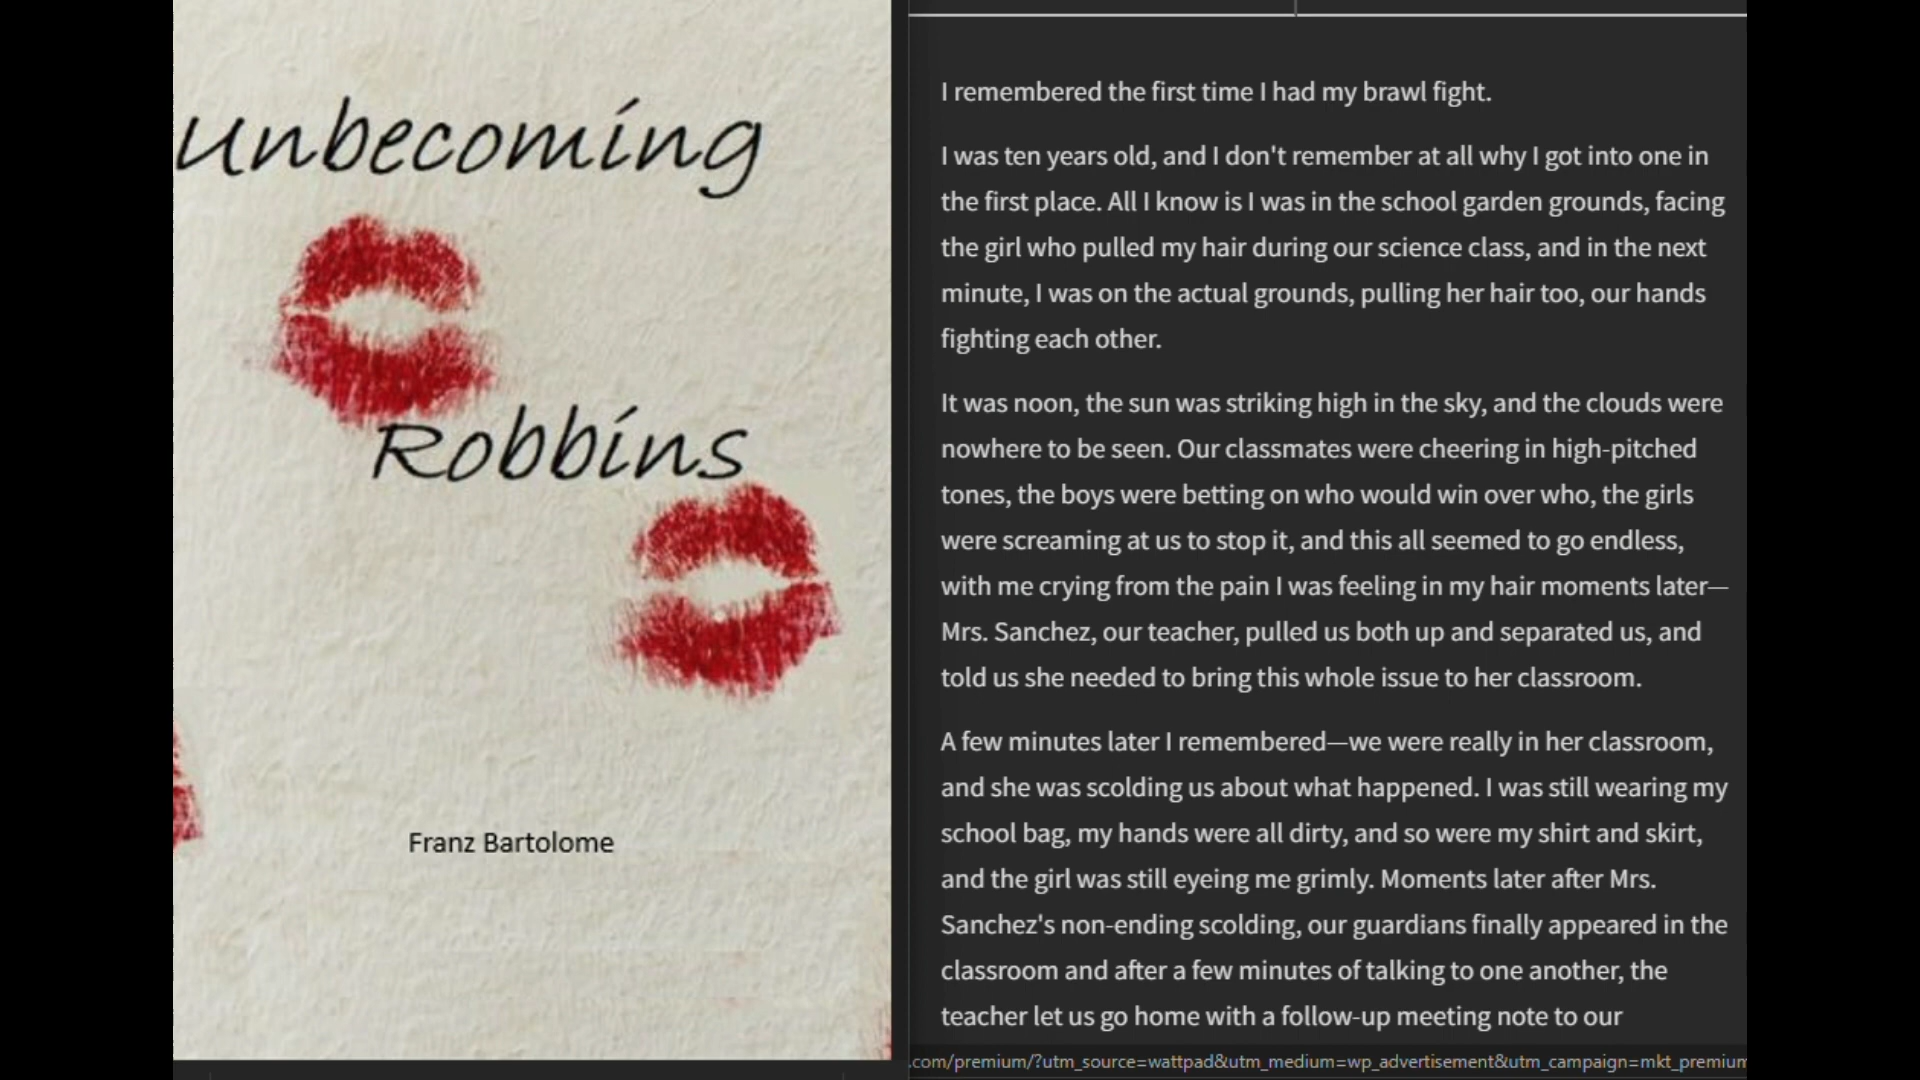 Unbecoming
Robbins
Franz Bartolome
I remembered the first time I had my brawl fight.
I was ten years old, and I don't remember at all why I got into one in
the first place. All I know is I was in the school garden grounds, facing
the girl who pulled my hair during our science class, and in the next
minute, I was on the actual grounds, pulling her hair too, our hands
fighting each other.
It was noon, the sun was striking high in the sky, and the clouds were
nowhere to be seen. Our classmates were cheering in high-pitched
tones, the boys were betting on who would win over who, the girls
were screaming at us to stop it, and this all seemed to go endless,
with me crying from the pain I was feeling in my hair moments later—
Mrs. Sanchez, our teacher, pulled us both up and separated us, and
told us she needed to bring this whole issue to her classroom.
A few minutes later I remembered—we were really in her classroom,
and she was scolding us about what happened. I was still wearing my
school bag, my hands were all dirty, and so were my shirt and skirt,
and the girl was still eyeing me grimly. Moments later after Mrs.
Sanchez's non-ending scolding, our guardians finally appeared in the
classroom and after a few minutes of talking to one another, the
teacher let us go home with a follow-up meeting note to our
.com/premium/?utm_source=wattpad&utm_medium=wp_advertisement&utm_campaign=mkt_premium